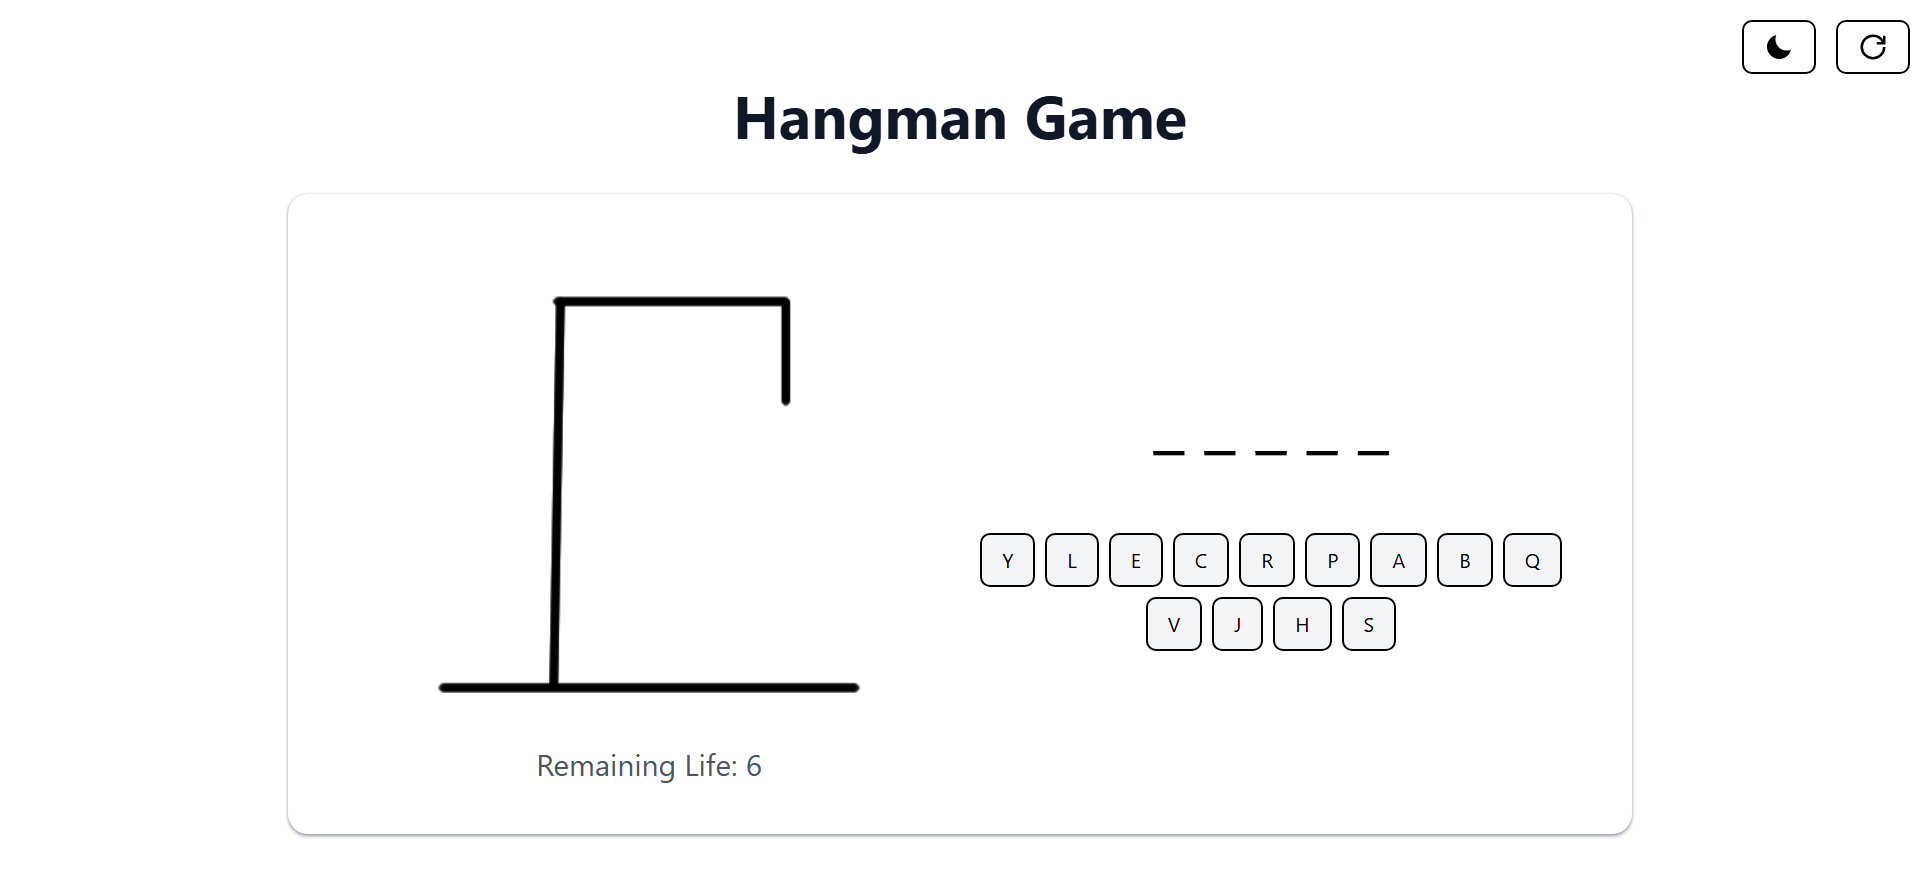 Hangman Game
_ _ _ _ _
Y L E C R P A B Q
V J H S
Remaining Life: 6